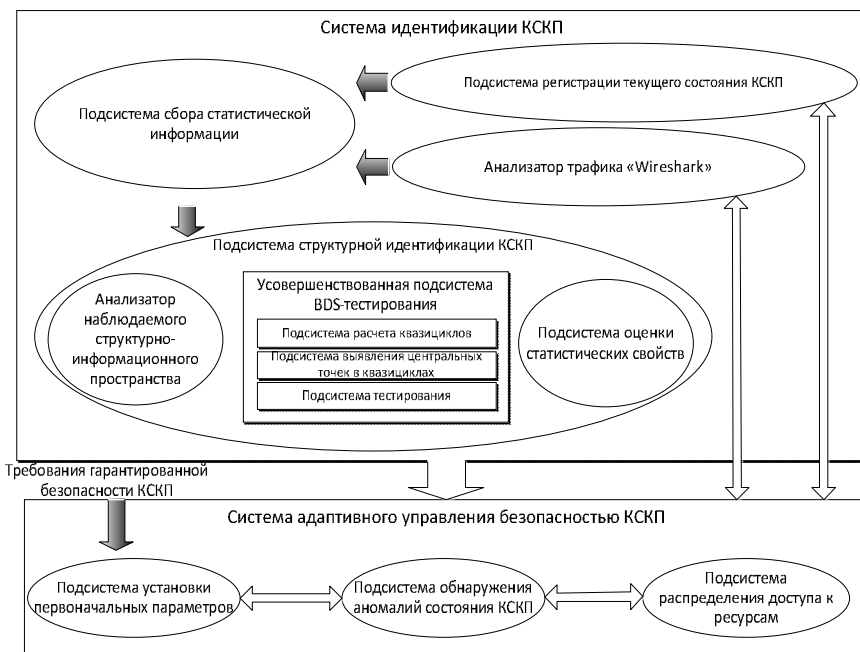 Система идентификации КСКП
Подсистема регистрации текущего состояния КСКП
Подсистема сбора статистической
информации
Анализатор трафика «Wireshark»
Подсистема структурной идентификации КСКП
Анализатор
наблюдаемого
структурно-
информационного
пространства
Усовершенствованная подсистема
BDS-тестирования
Подсистема расчета квазициклов
Подсистема выявления центральных
точек в квазициклах
Подсистема тестирования
Подсистема оценки
статистических свойств
Требования гарантированной
безопасности КСКП
Система адаптивного управления безопасностью КСКП
Подсистема установки
первоначальных параметров
Подсистема обнаружения
аномалий состояния КСКП
Подсистема
распределения доступа к
ресурсам